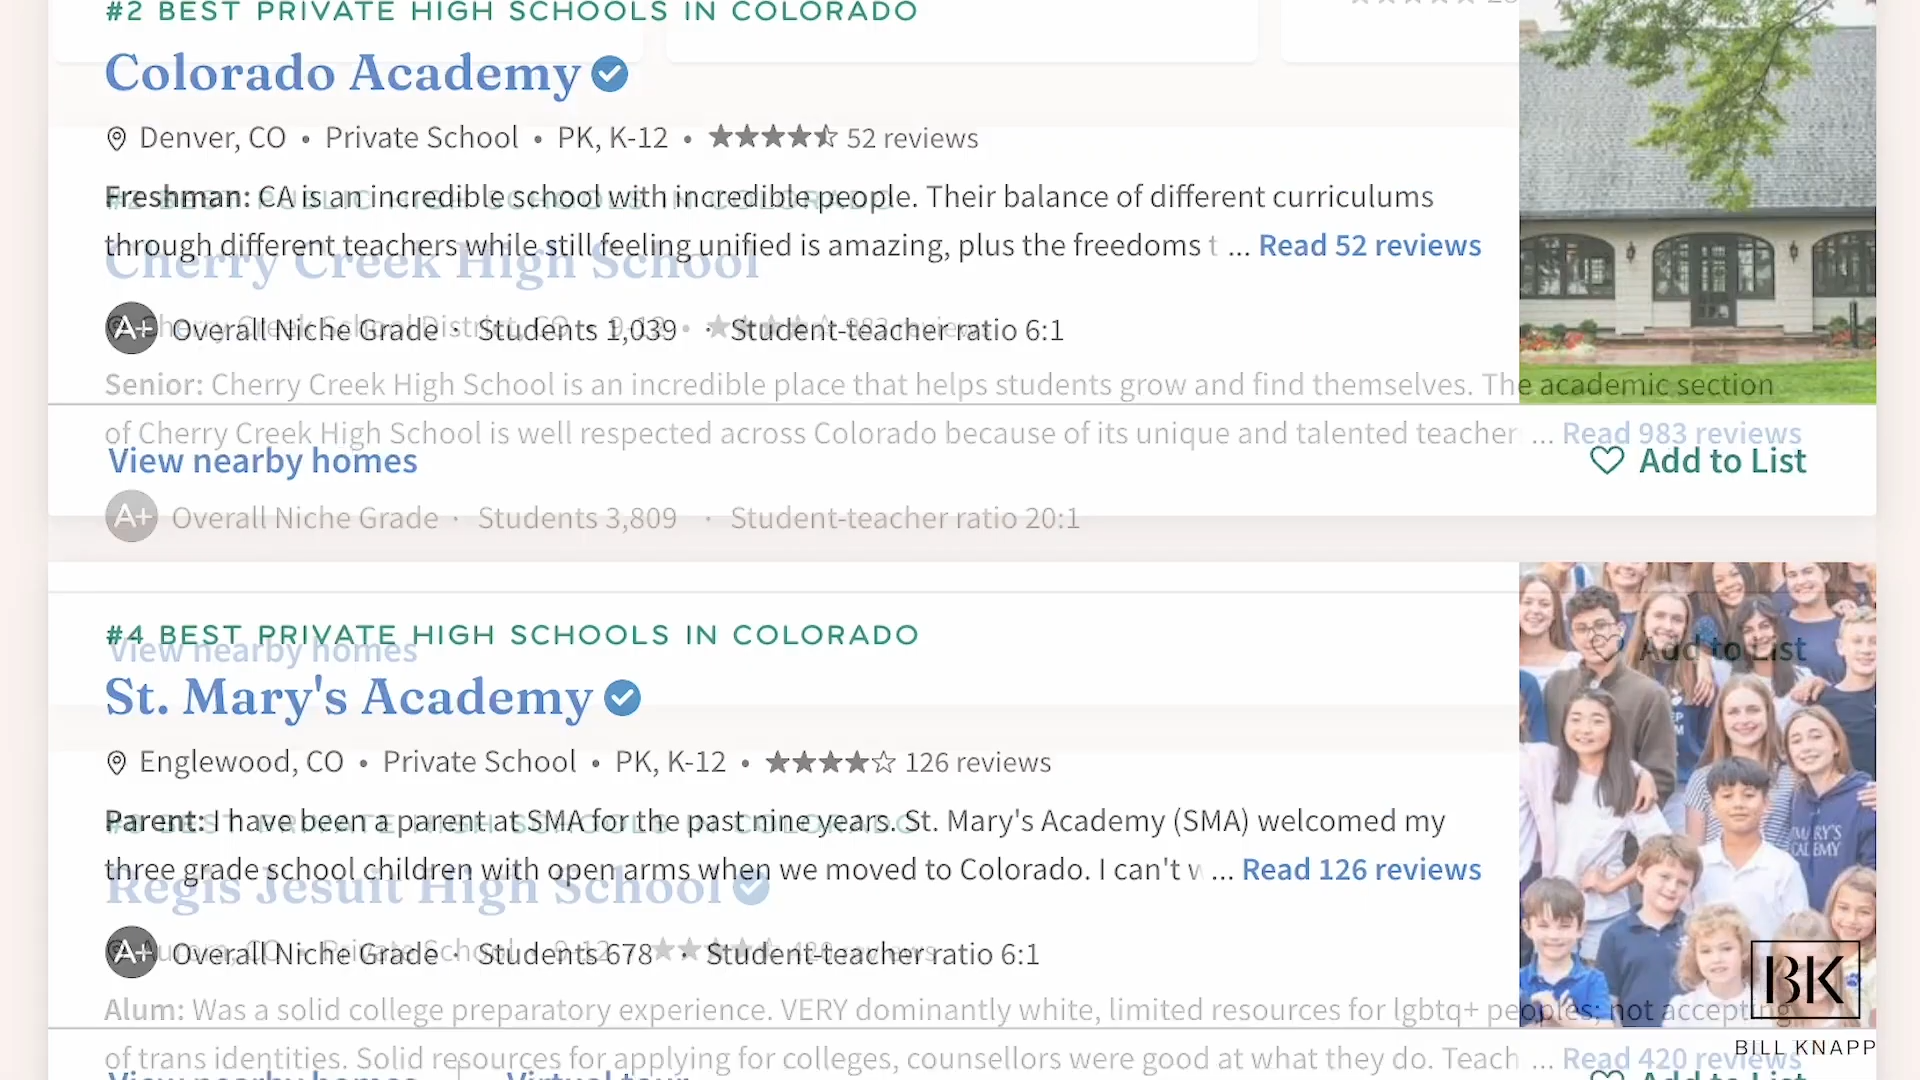 #2 BEST PRIVATE HIGH SCHOOLS IN COLORADO
Colorado Academy
Denver, CO • Private School • PK, K-12 • 52 reviews
Freshman: CA is an incredible school with incredible people. Their balance of different curriculums
through different teachers while still feeling unified is amazing, plus the freedoms t ... Read 52 reviews
Cherry Creek High School
A+ Overall Niche Grade · Students 1,039 · Student-teacher ratio 6:1
Senior: Cherry Creek High School is an incredible place that helps students grow and find themselves. The academic section
of Cherry Creek High School is well respected across Colorado because of its unique and talented teacher ... Read 983 reviews
View nearby homes Add to List
A+ Overall Niche Grade · Students 3,809 · Student-teacher ratio 20:1
#4 BEST PRIVATE HIGH SCHOOLS IN COLORADO
View nearby homes Add to List
St. Mary's Academy
Englewood, CO • Private School • PK, K-12 • 126 reviews
Parent: I have been a parent at SMA for the past nine years. St. Mary's Academy (SMA) welcomed my
three grade school children with open arms when we moved to Colorado. I can't w ... Read 126 reviews
Regis Jesuit High School
A+ Overall Niche Grade · Students 678 · Student-teacher ratio 6:1
Alum: Was a solid college preparatory experience. VERY dominantly white, limited resources for lgbtq+ peoples; not accepting
of trans identities. Solid resources for applying for colleges, counsellors were good at what they do. Teach ... Read 420 reviews
View nearby homes Virtual tour Add to List
BK
BILL KNAPP